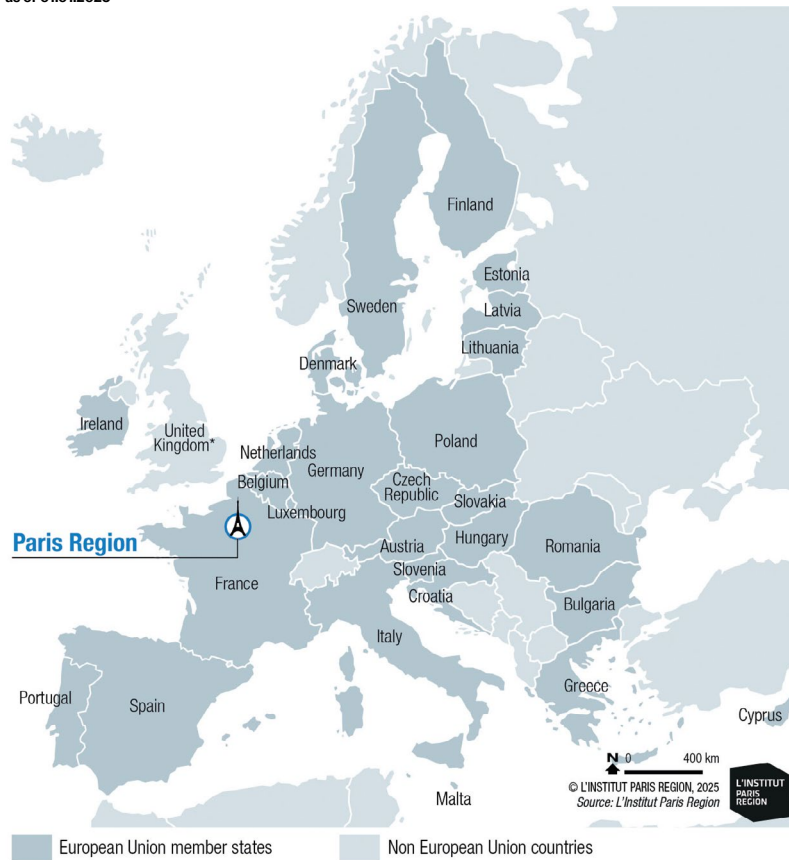 Finland
Estonia
Sweden
Latvia
Lithuania
Denmark
Ireland
United
Kingdom*
Netherlands
Poland
Belgium
Germany
Czech
Republic
Slovakia
Luxembourg
Paris Region
Austria
Hungary
Romania
Slovenia
France
Croatia
Bulgaria
Italy
Greece
Portugal
Spain
Cyprus
Malta
N 0 400 km
© L'INSTITUT PARIS REGION, 2025
Source: L'Institut Paris Region
L'INSTITUT
PARIS
REGION
European Union member states
Non European Union countries